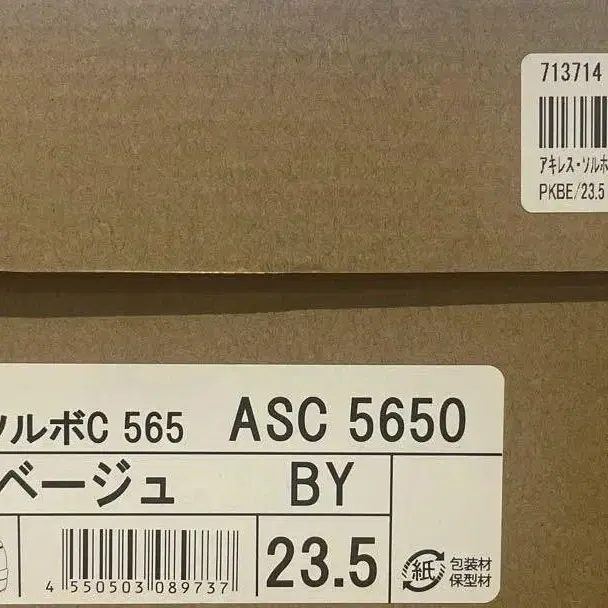 713714
アキレス・ソルボ
PKBE/23.5
ソルボC 565 ASC 5650
ベージュ BY
4 550503 089737
23.5
紙 包装材
保型材